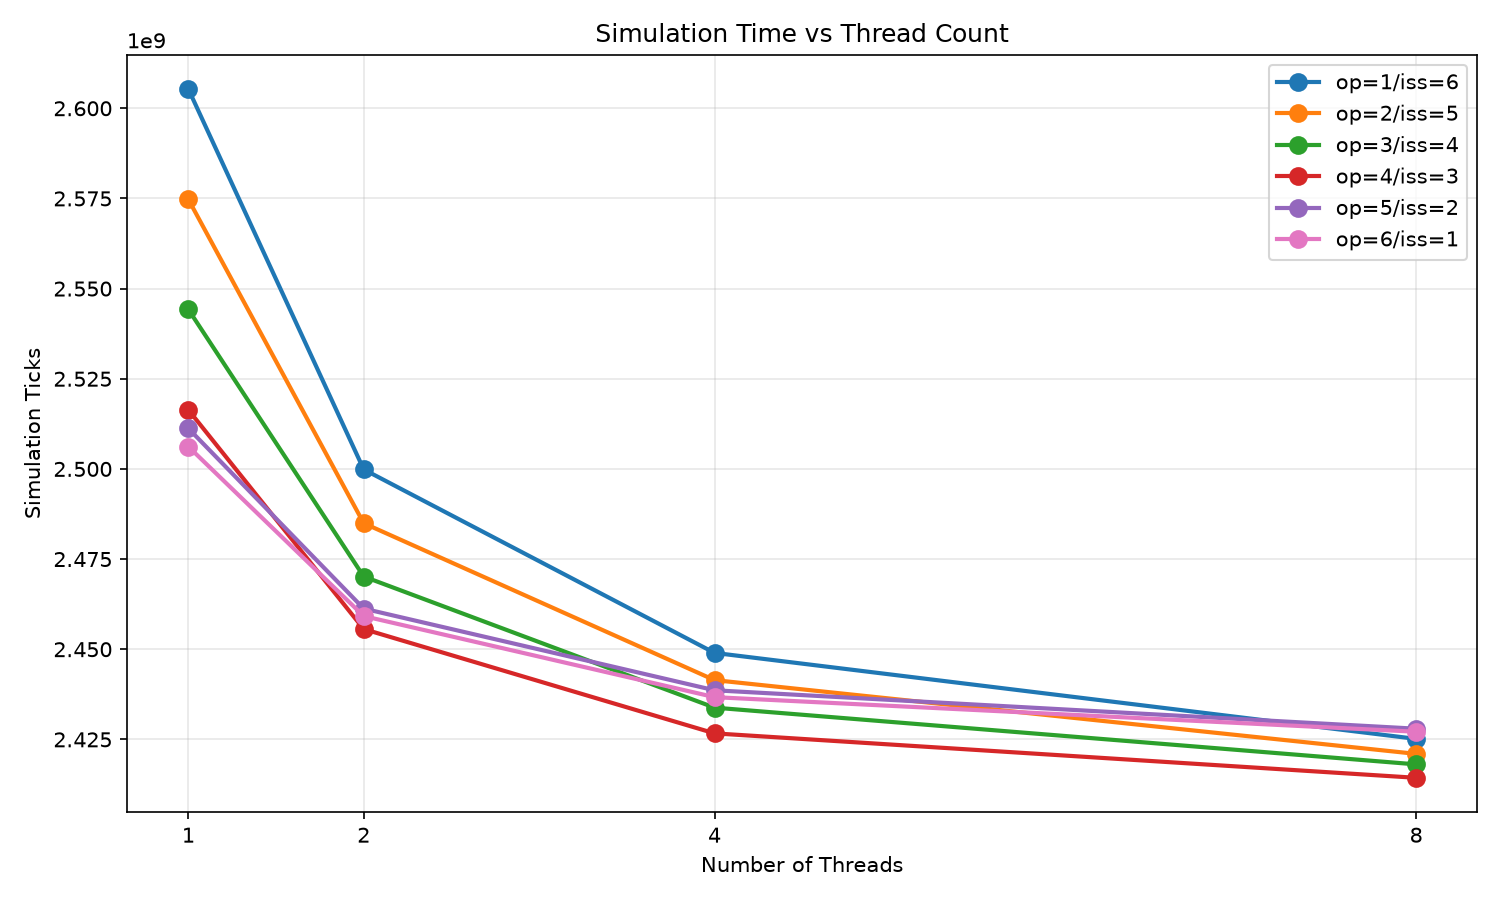 Simulation Time vs Thread Count
1e9
2.600
2.575
2.550
2.525
2.500
2.475
2.450
2.425
Simulation Ticks
op=1/iss=6
op=2/iss=5
op=3/iss=4
op=4/iss=3
op=5/iss=2
op=6/iss=1
1 2 4 8
Number of Threads